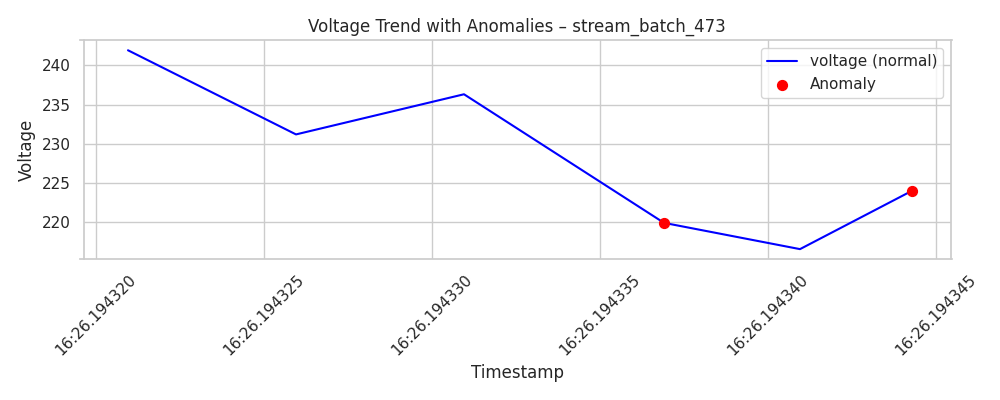 Voltage Trend with Anomalies – stream_batch_473
voltage (normal)
Anomaly
Voltage
240
235
230
225
220
16:26.194320
16:26.194325
16:26.194330
16:26.194335
16:26.194340
16:26.194345
Timestamp